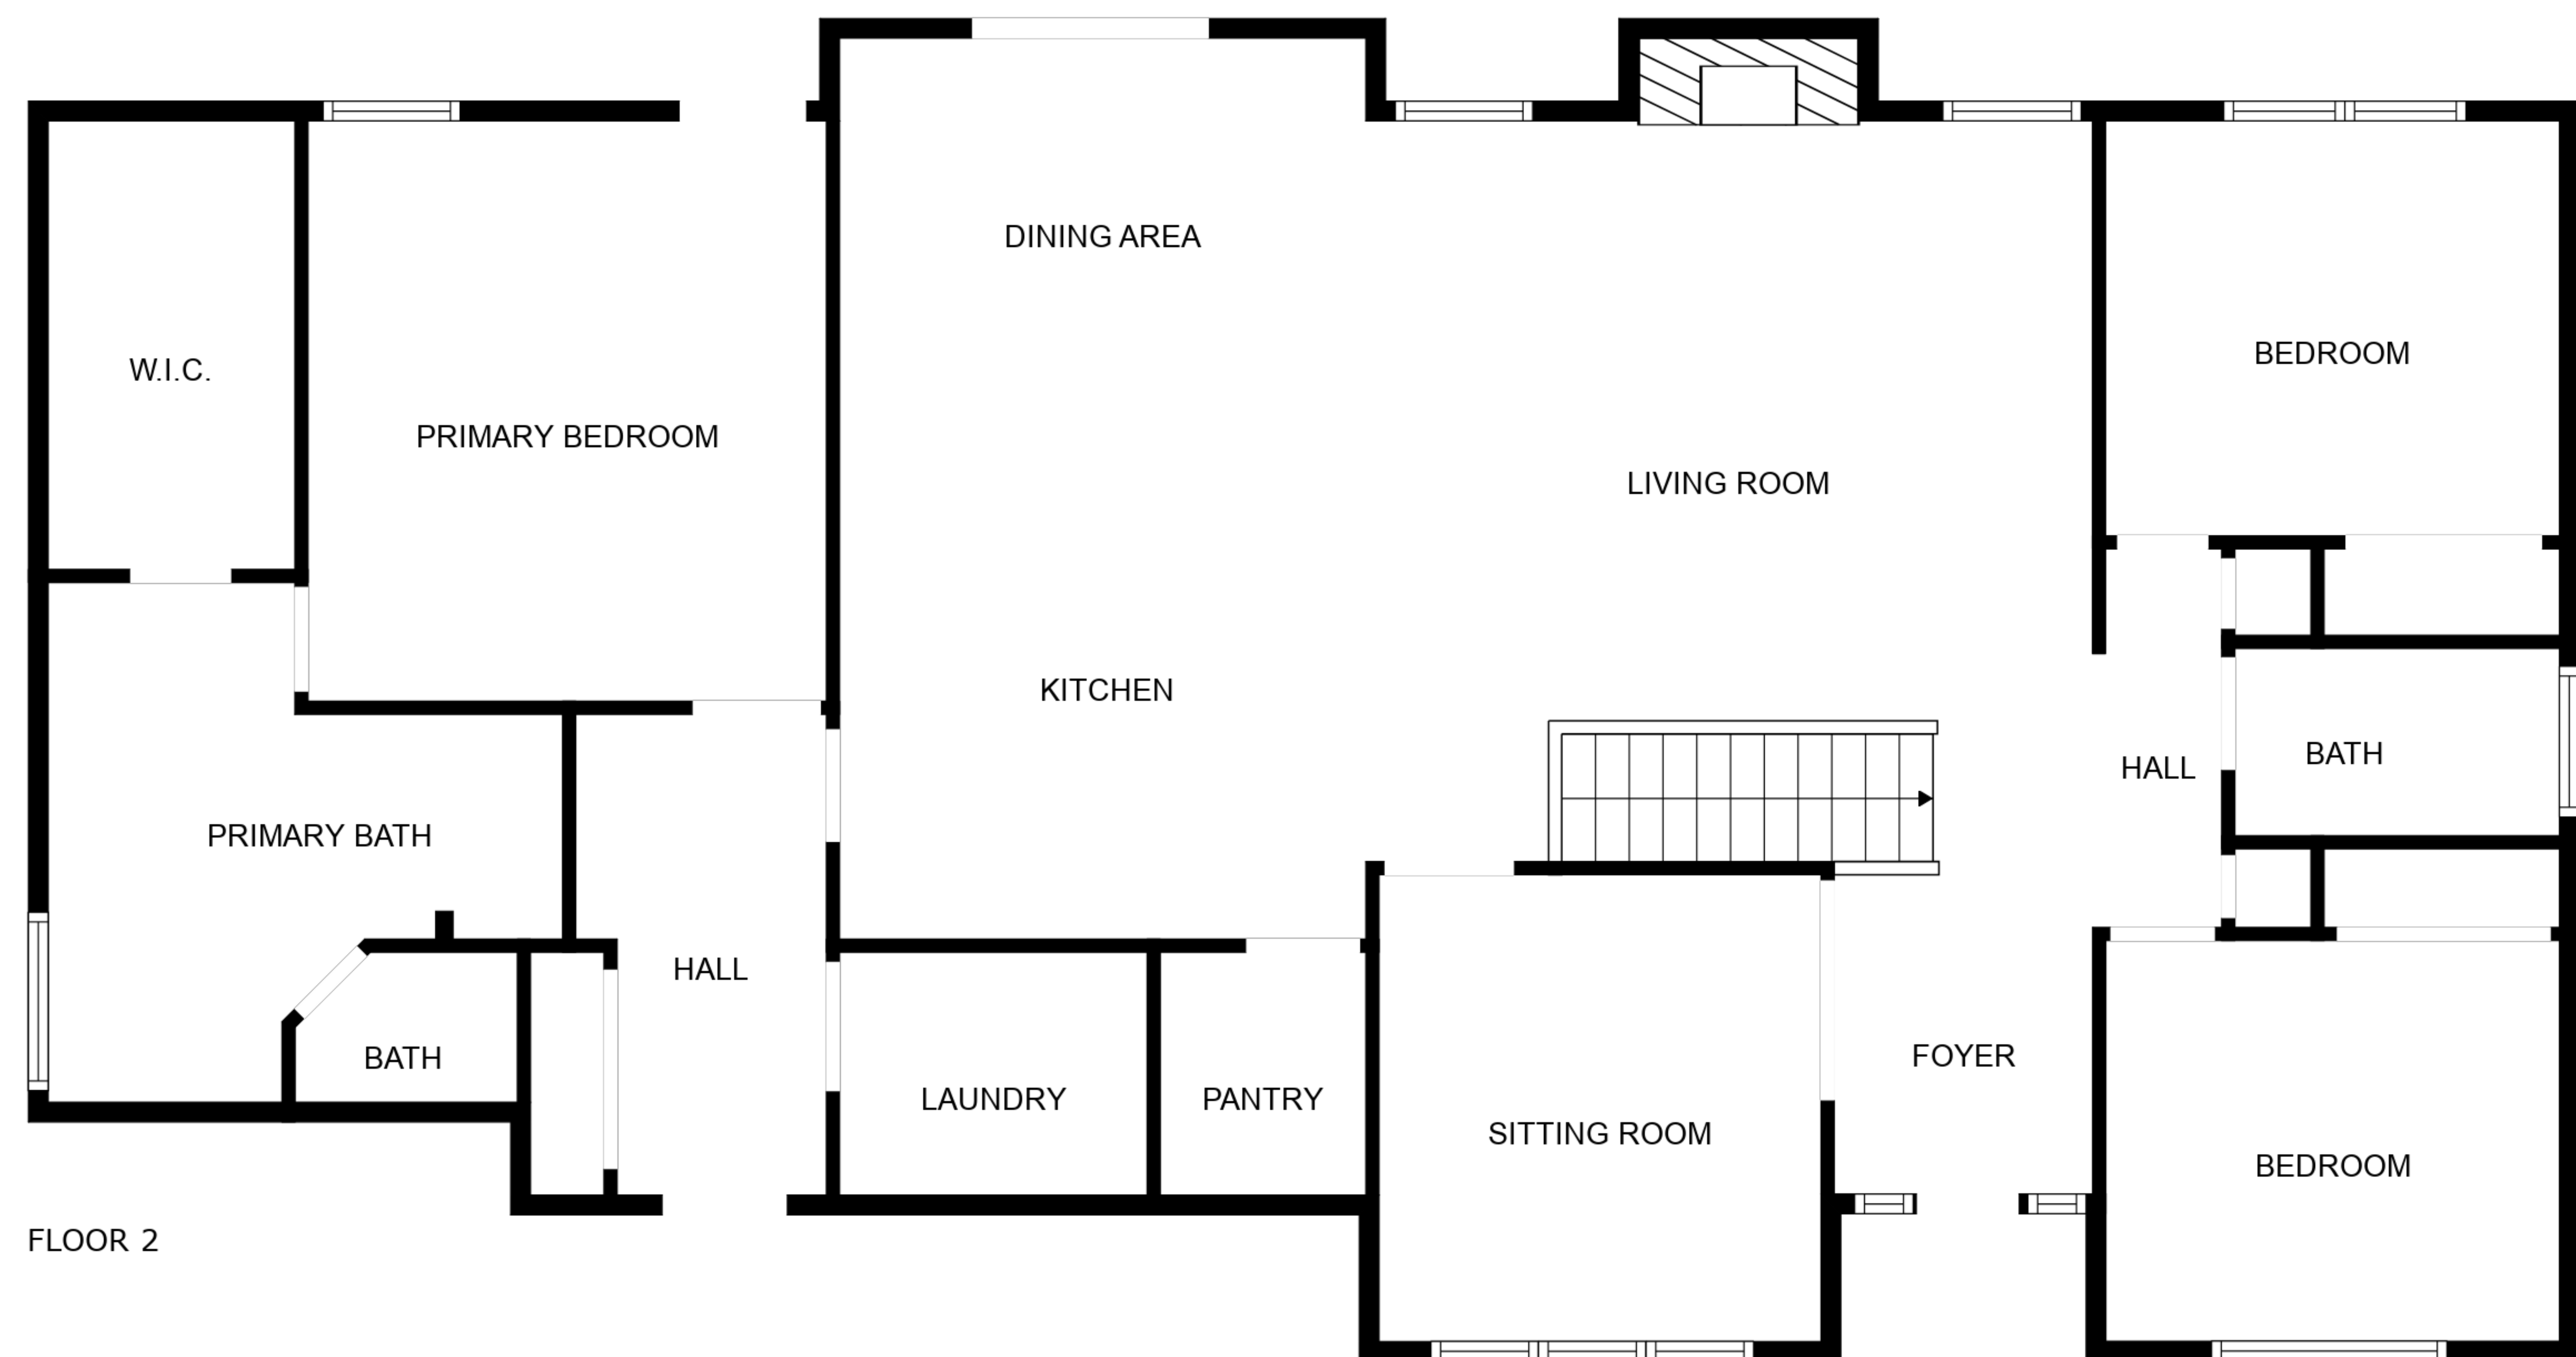 DINING AREA
BEDROOM
W.I.C.
PRIMARY BEDROOM
LIVING ROOM
KITCHEN
BATH
HALL
PRIMARY BATH
HALL
FOYER
BATH
LAUNDRY
PANTRY
SITTING ROOM
BEDROOM
FLOOR 2